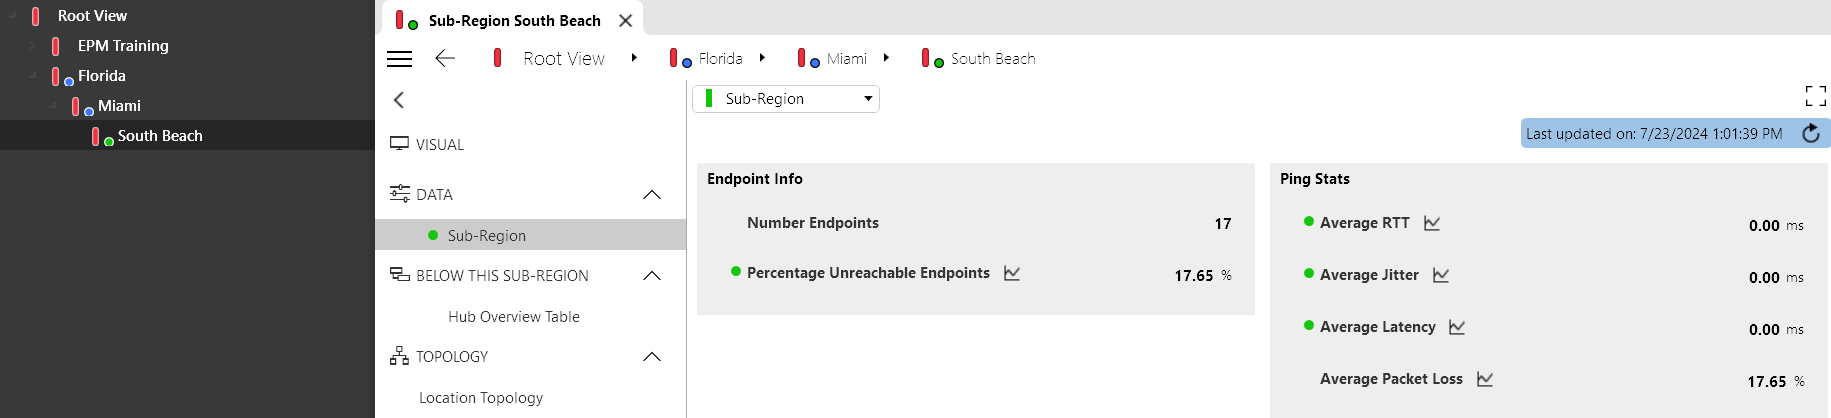 Root View
EPM Training
Florida
Miami
South Beach
Sub-Region South Beach
Root View
Florida
Miami
South Beach
VISUAL
DATA
Sub-Region
BELOW THIS SUB-REGION
Hub Overview Table
TOPOLOGY
Location Topology
Sub-Region
Last updated on: 7/23/2024 1:01:39 PM
Endpoint Info
Number Endpoints 17
Percentage Unreachable Endpoints 17.65 %
Ping Stats
Average RTT 0.00 ms
Average Jitter 0.00 ms
Average Latency 0.00 ms
Average Packet Loss 17.65 %